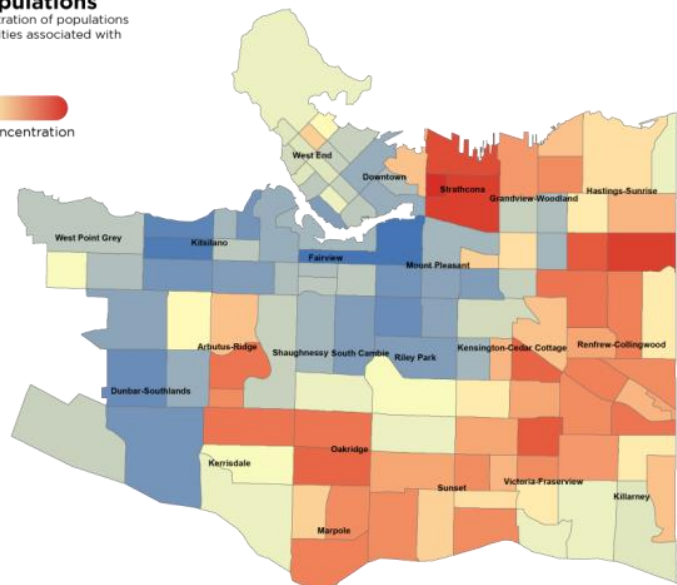 pulations
tration of populations
ities associated with
ncentration
West End
Downtown
Strathcona
Grandview-Woodland
Hastings-Sunrise
West Point Grey
Kitsilano
Fairview
Mount Pleasant
Arbutus-Ridge
Shaughnessy
South Cambie
Riley Park
Kensington-Cedar Cottage
Renfrew-Collingwood
Dunbar-Southlands
Kerrisdale
Oakridge
Sunset
Victoria-Fraserview
Killarney
Marpole